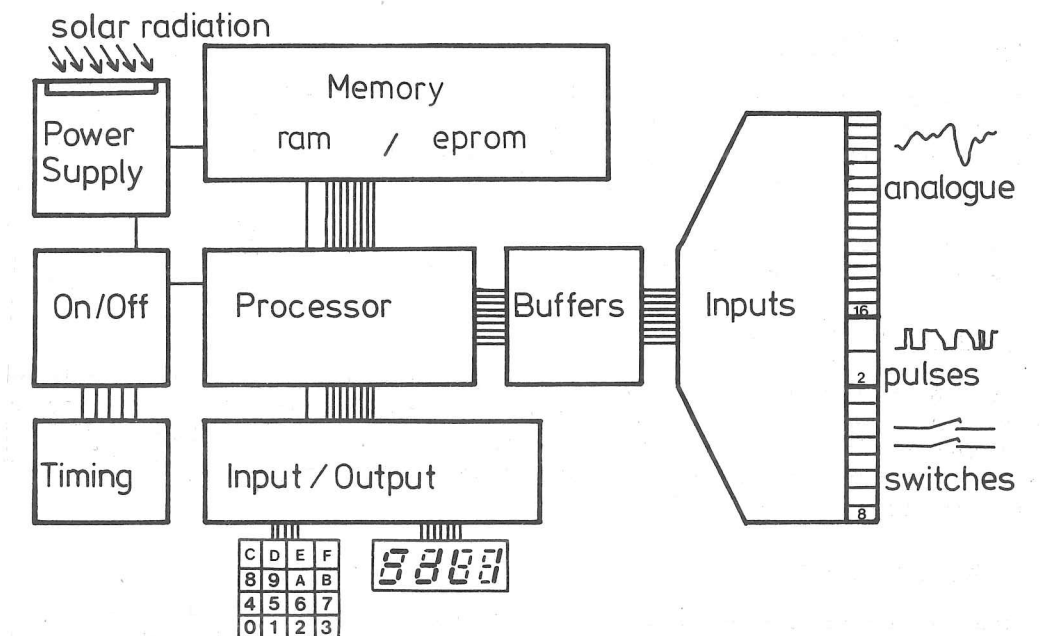 solar radiation
Power
Supply
Memory
ram / eprom
On/Off
Processor
Buffers
Inputs
Timing
Input / Output
16
2
8
analogue
pulses
switches
C D E F
8 9 A B
4 5 6 7
0 1 2 3